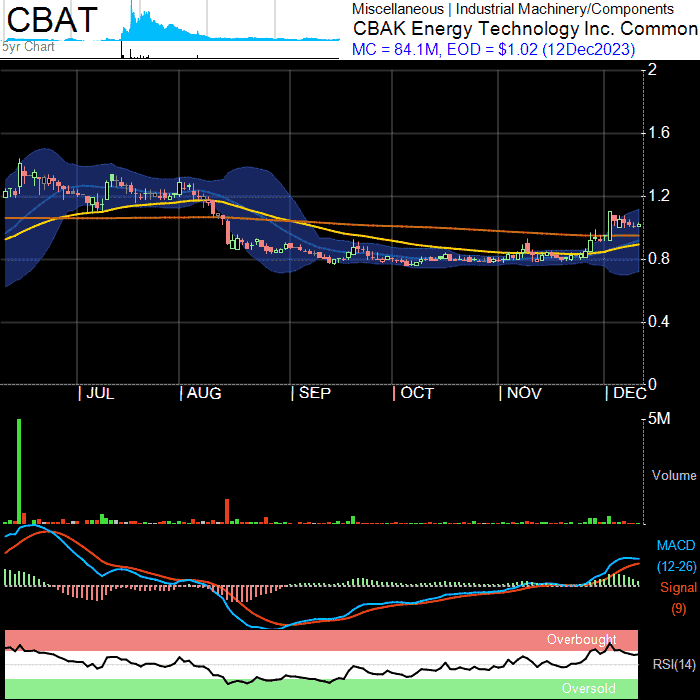 CBAT
5yr Chart
Miscellaneous | Industrial Machinery/Components
CBAK Energy Technology Inc. Common
MC = 84.1M, EOD = $1.02 (12Dec2023)
2
1.6
1.2
0.8
0.4
0
| JUL | AUG | SEP | OCT | NOV | DEC
5M
Volume
MACD
(12-26)
Signal
(9)
Overbought
RSI(14)
Oversold